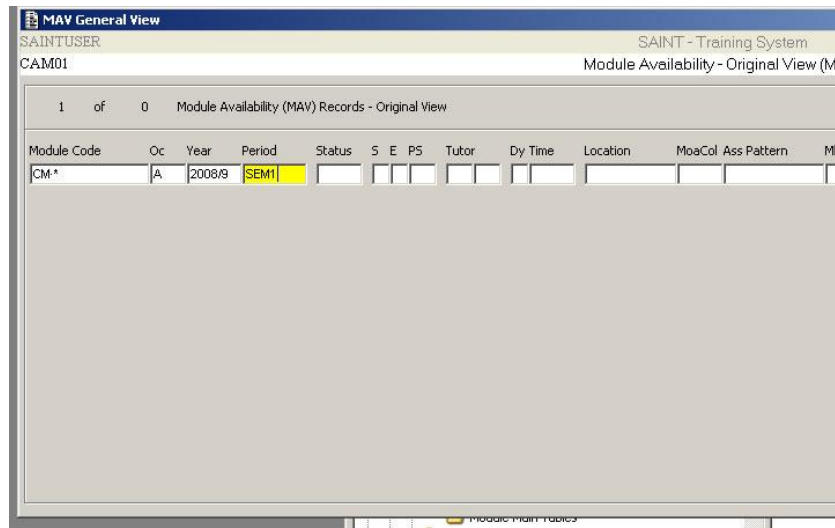 MAV General View
SAINTUSER SAINT - Training System
CAM01 Module Availability - Original View (M
1 of 0 Module Availability (MAV) Records - Original View
Module Code Oc Year Period Status S E PS Tutor Dy Time Location MoaCol Ass Pattern M
CM-* A 2008/9 SEM1
Module Main Tables